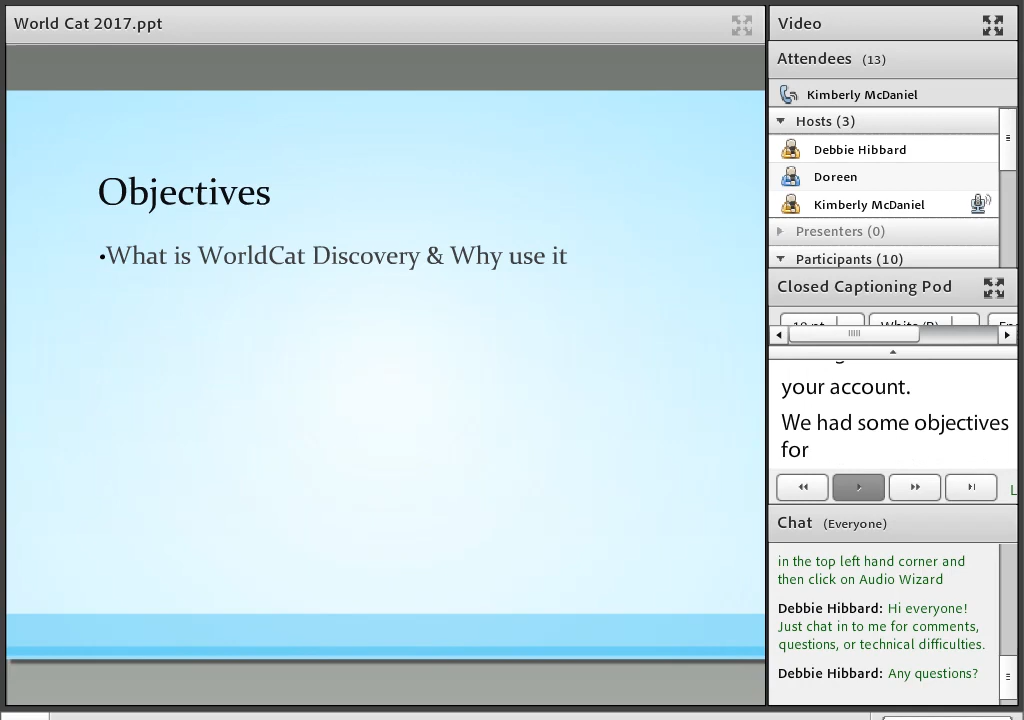 World Cat 2017.ppt
Objectives
•What is WorldCat Discovery & Why use it
Video
Attendees (13)
Kimberly McDaniel
Hosts (3)
Debbie Hibbard
Doreen
Kimberly McDaniel
Presenters (0)
Participants (10)
Closed Captioning Pod
your account.
We had some objectives
for
Chat (Everyone)
in the top left hand corner and
then click on Audio Wizard
Debbie Hibbard: Hi everyone!
Just chat in to me for comments,
questions, or technical difficulties.
Debbie Hibbard: Any questions?